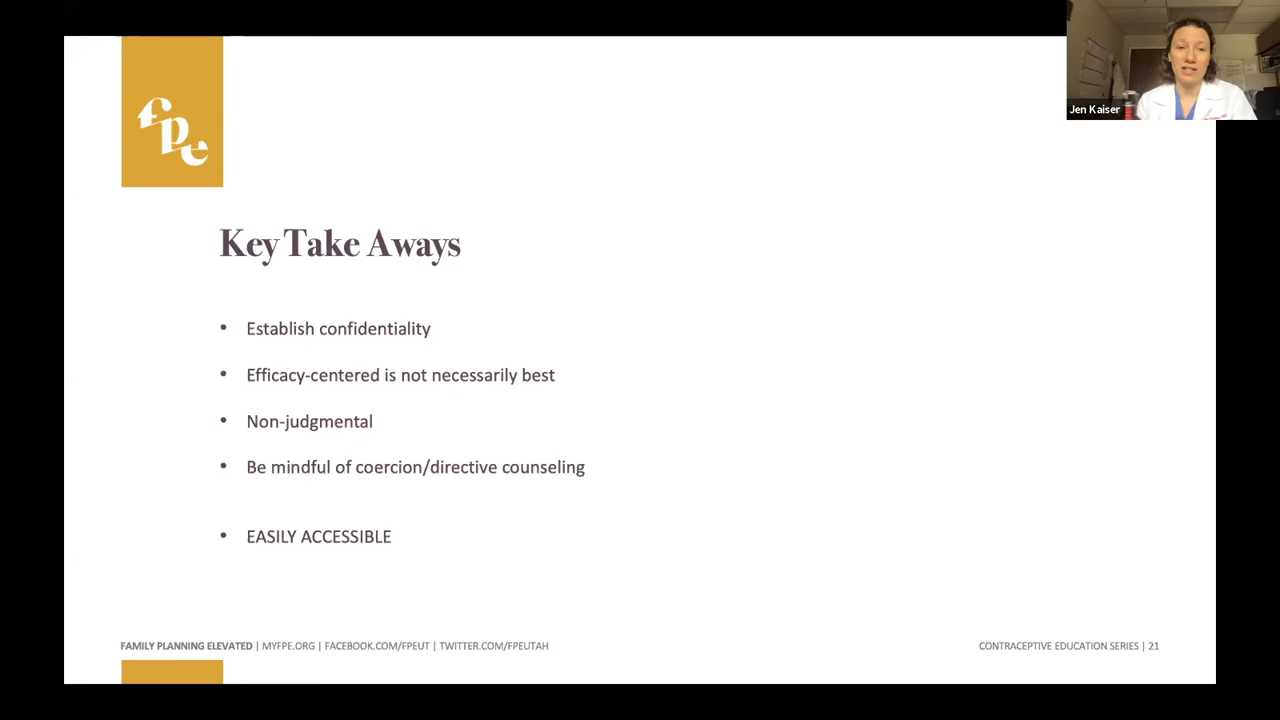 fpe
Jen Kaiser
Key Take Aways
• Establish confidentiality
• Efficacy-centered is not necessarily best
• Non-judgmental
• Be mindful of coercion/directive counseling
• EASILY ACCESSIBLE
FAMILY PLANNING ELEVATED | MYFPE.ORG | FACEBOOK.COM/FPEUT | TWITTER.COM/FPEUTAH
CONTRACEPTIVE EDUCATION SERIES | 21